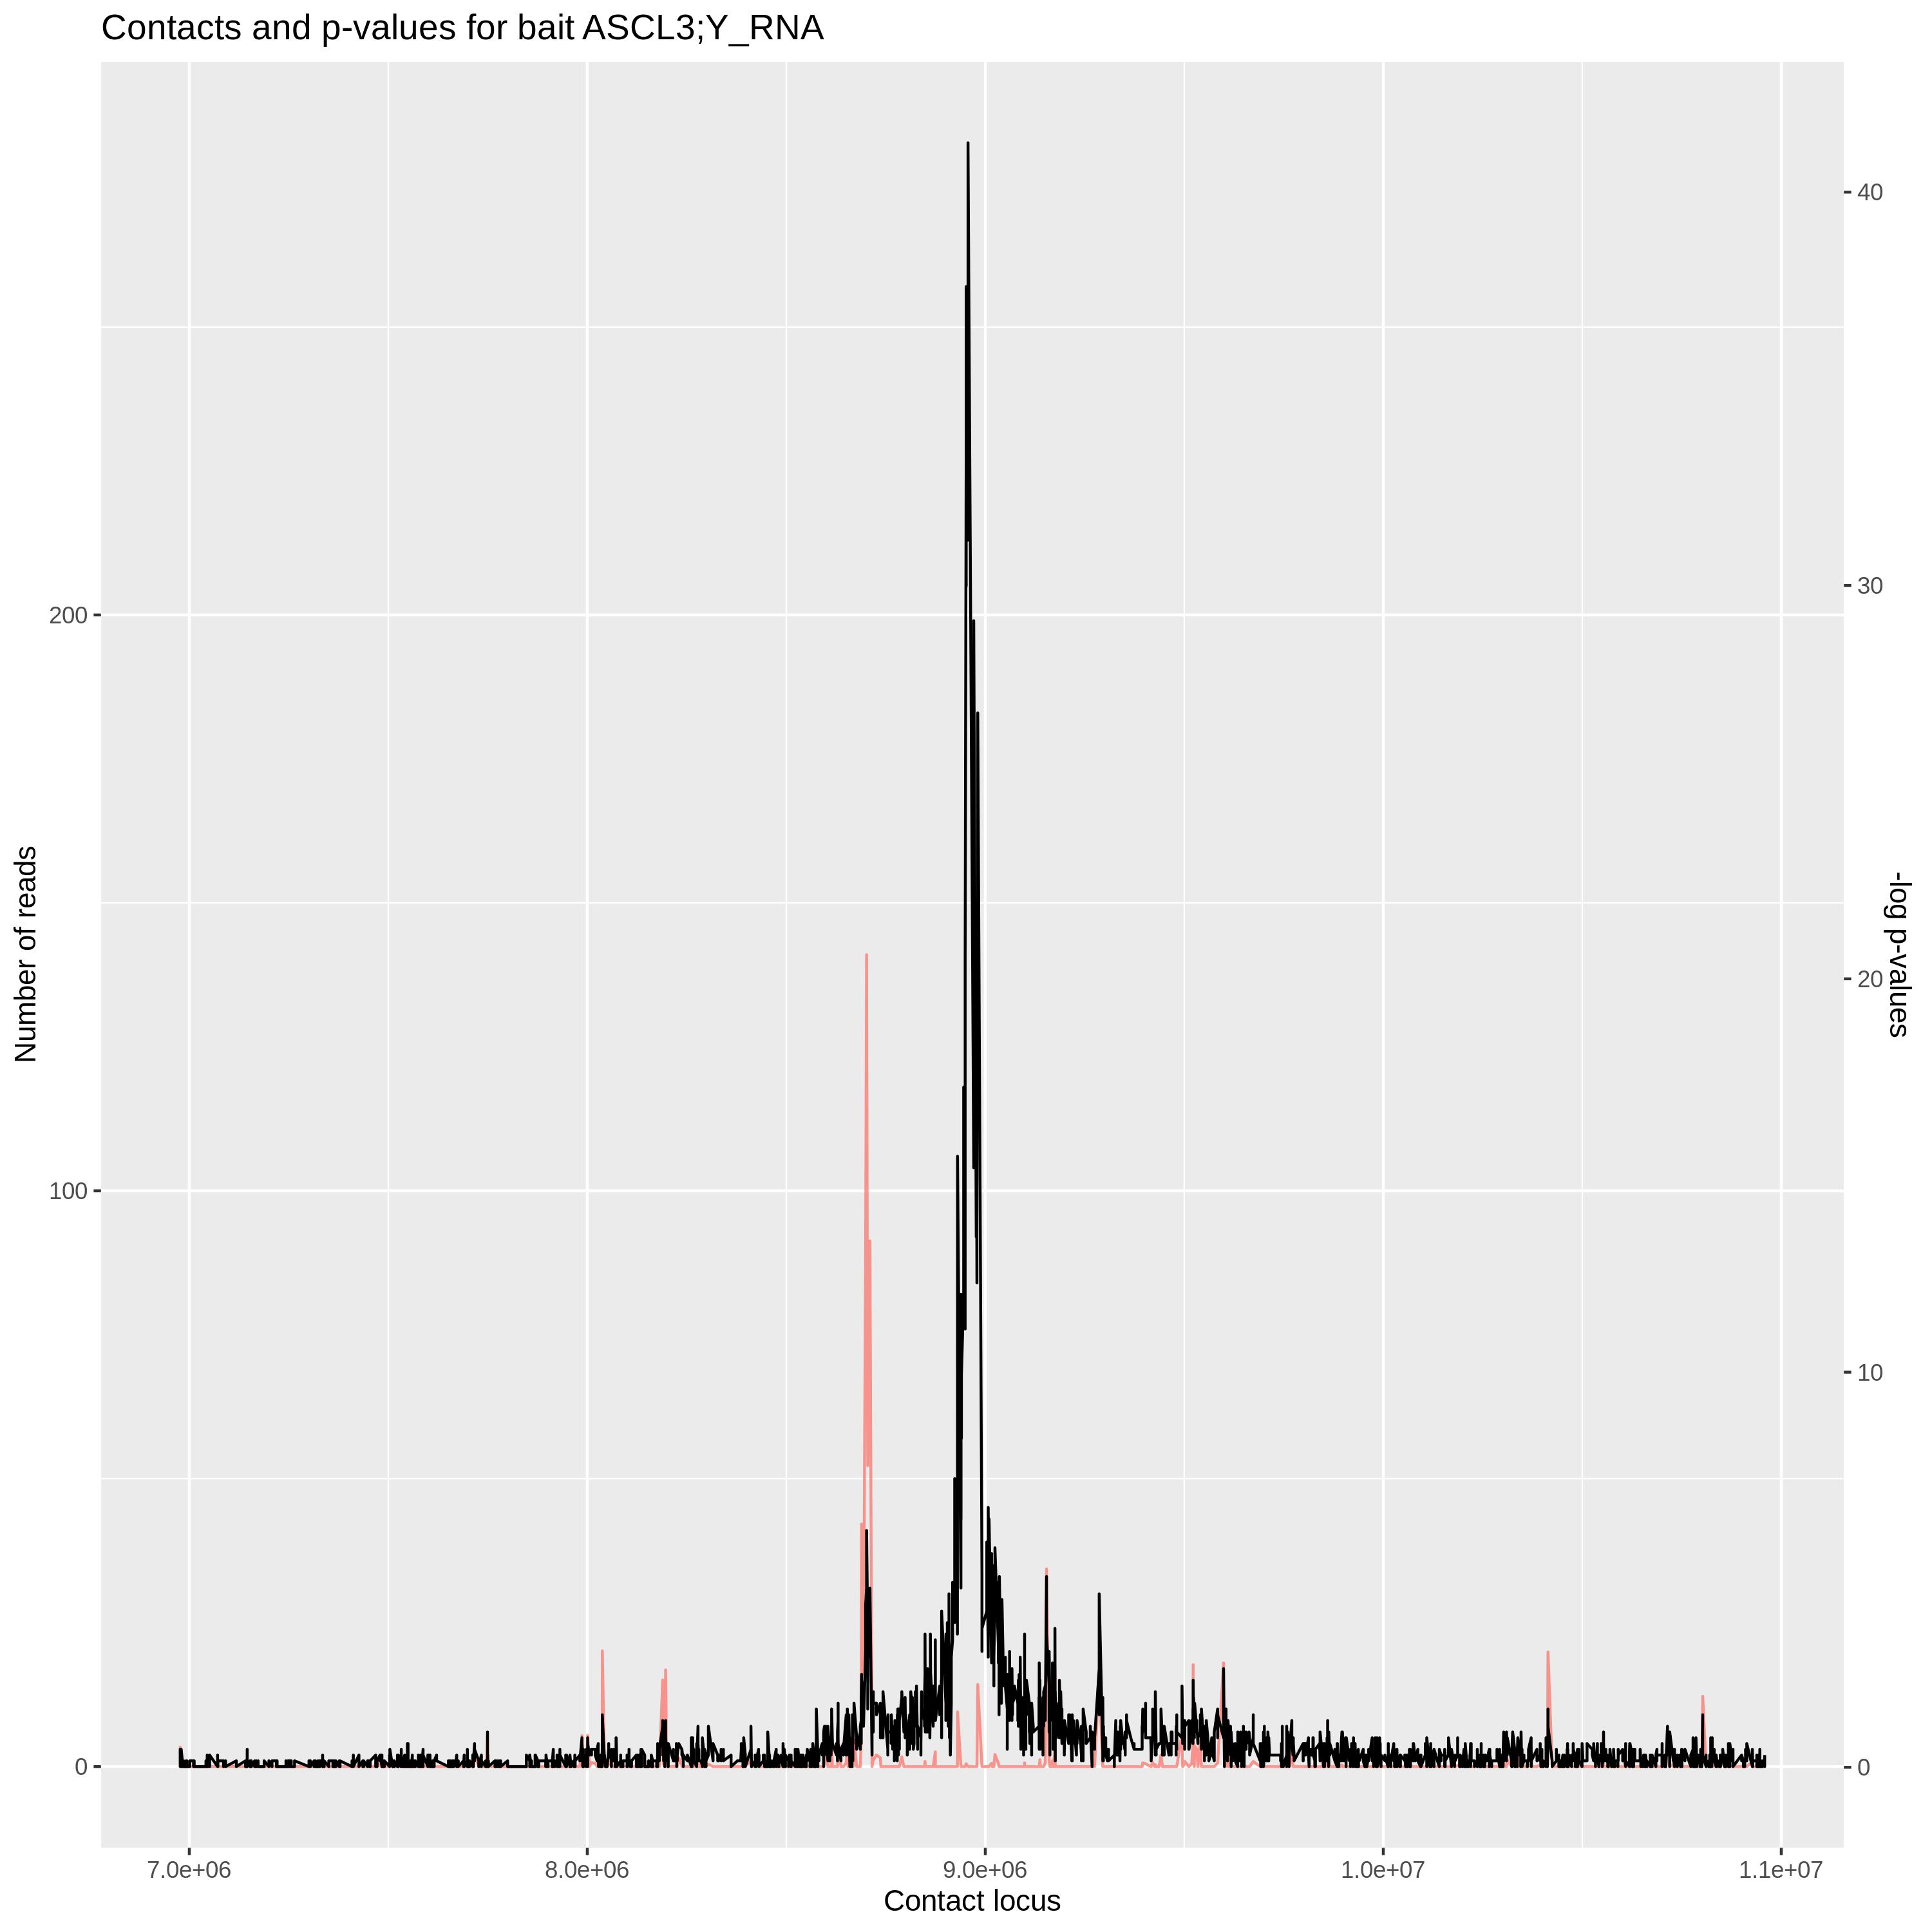 Contacts and p-values for bait ASCL3;Y_RNA
Number of reads
200
100
0
40
30
20
10
0
-log p-values
7.0e+06
8.0e+06
9.0e+06
1.0e+07
1.1e+07
Contact locus